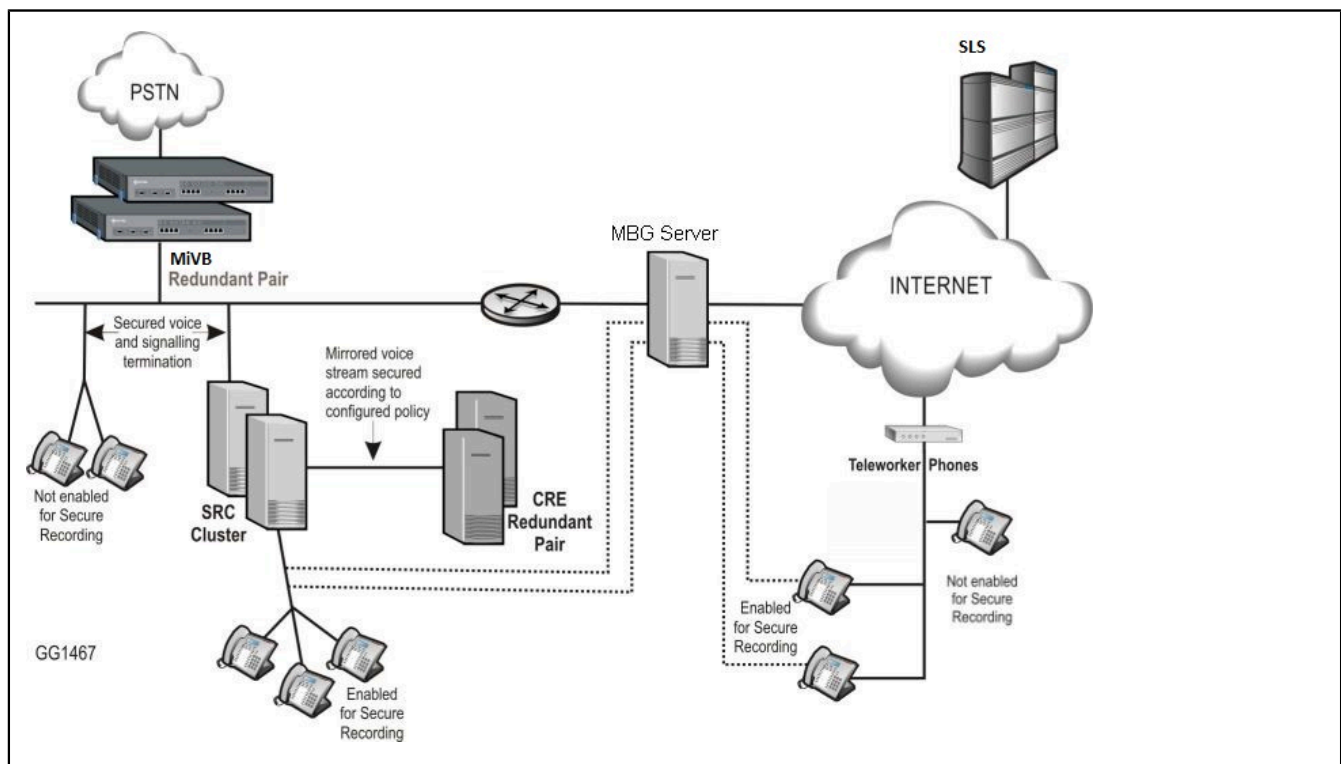 SLS
PSTN
MBG Server
MiVB
Redundant Pair
INTERNET
Secured voice
and signalling
termination
Mirrored voice
stream secured
according to
configured policy
Teleworker Phones
Not enabled
for Secure
Recording
SRC
Cluster
CRE
Redundant
Pair
Not enabled
for Secure
Recording
Enabled
for Secure
Recording
GG1467
Enabled
for Secure
Recording